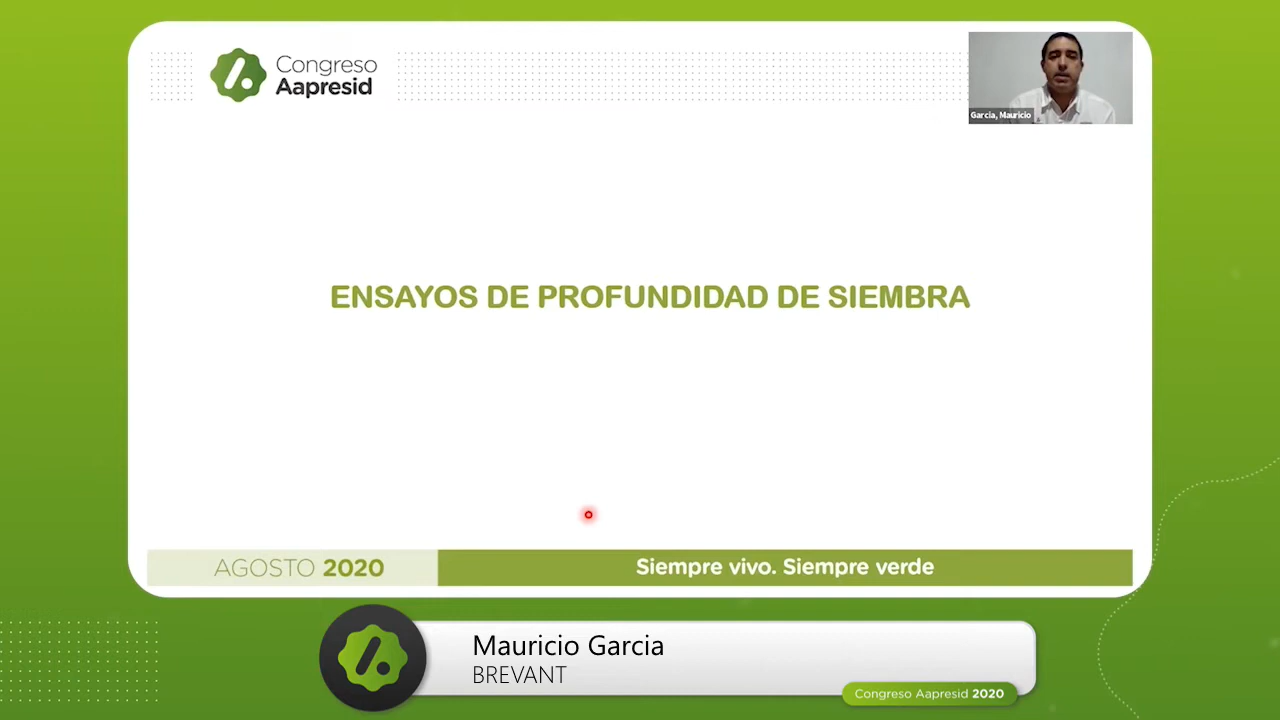 Congreso
Aapresid
Garcia, Mauricio
ENSAYOS DE PROFUNDIDAD DE SIEMBRA
AGOSTO 2020
Siempre vivo. Siempre verde
Mauricio Garcia
BREVANT
Congreso Aapresid 2020